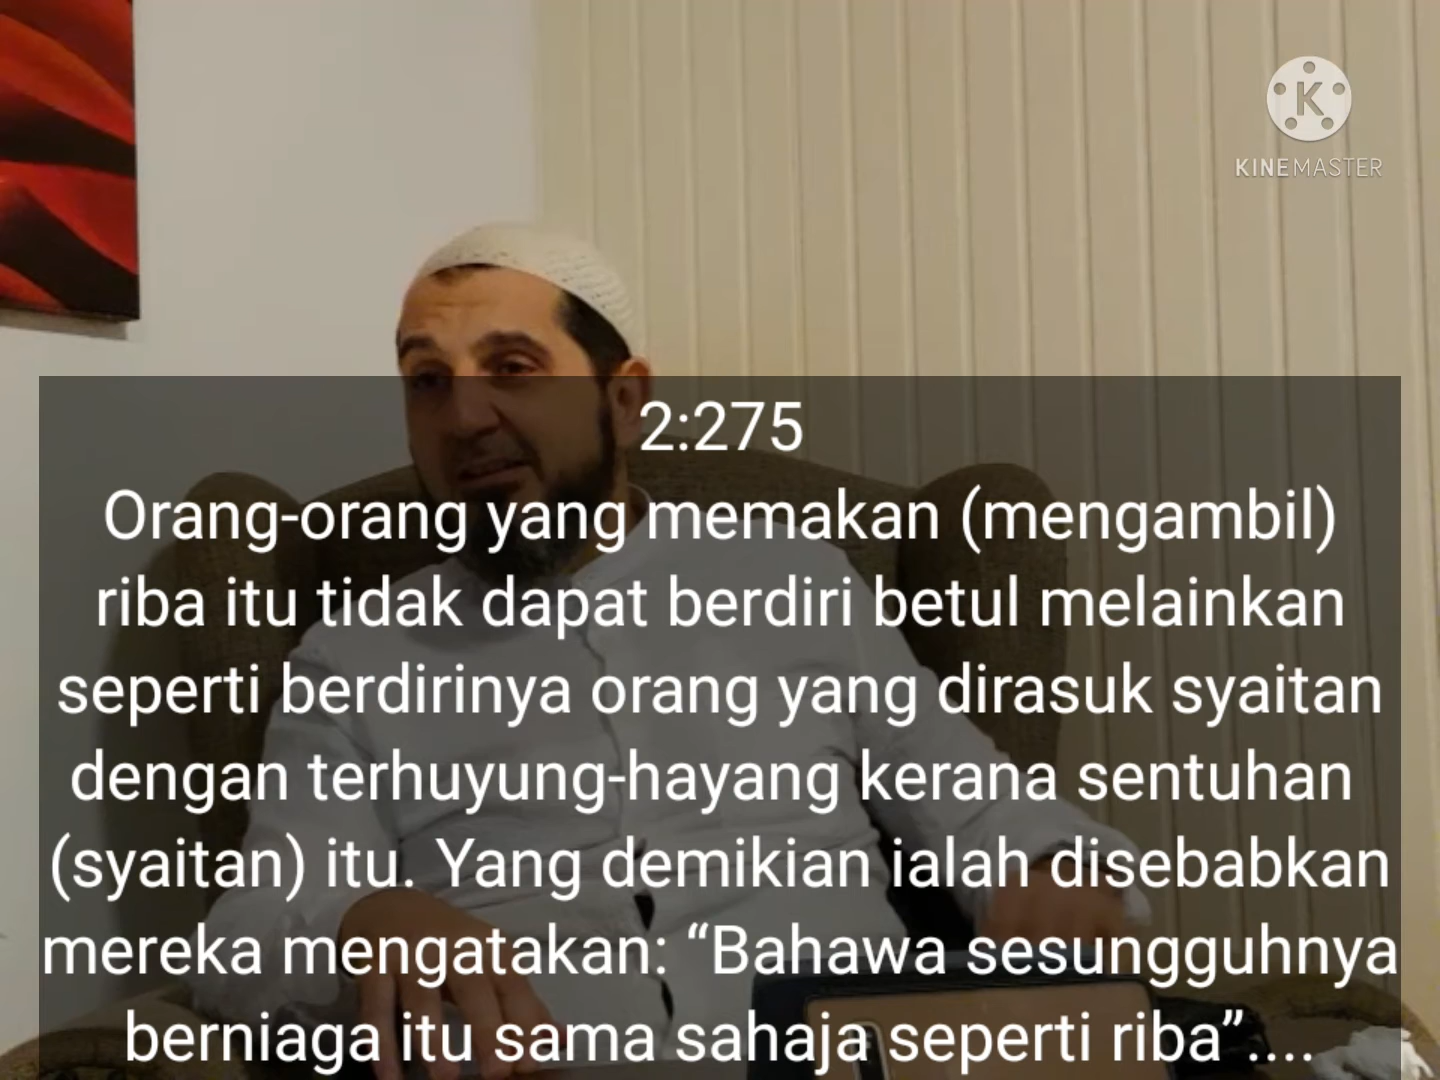 KINEMASTER
2:275
Orang-orang yang memakan (mengambil)
riba itu tidak dapat berdiri betul melainkan
seperti berdirinya orang yang dirasuk syaitan
dengan terhuyung-hayang kerana sentuhan
(syaitan) itu. Yang demikian ialah disebabkan
mereka mengatakan: “Bahawa sesungguhnya
berniaga itu sama sahaja seperti riba”....